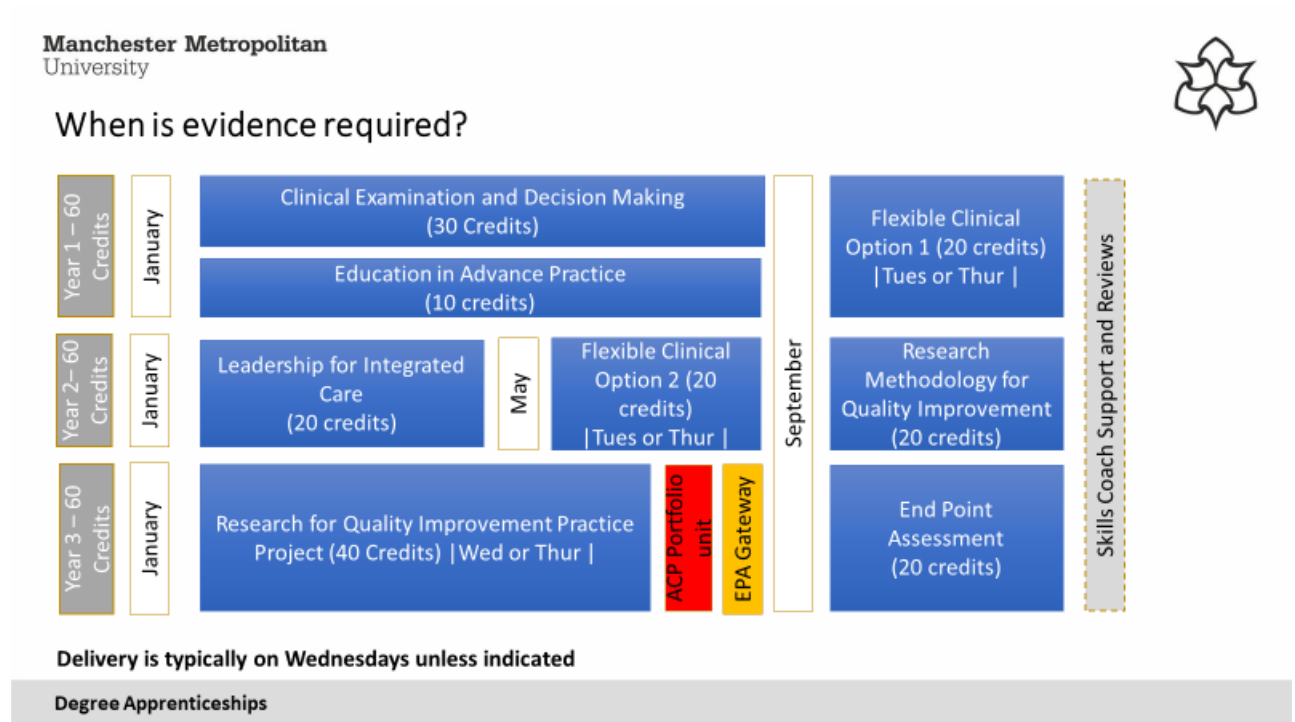 Manchester Metropolitan
University
When is evidence required?
Year 1 – 60
Credits
January
Clinical Examination and Decision Making
(30 Credits)
Education in Advance Practice
(10 credits)
Flexible Clinical
Option 1 (20 credits)
|Tues or Thur |
Year 2– 60
Credits
January
Leadership for Integrated
Care
(20 credits)
May
Flexible Clinical
Option 2 (20
credits)
|Tues or Thur |
September
Research
Methodology for
Quality Improvement
(20 credits)
Year 3 – 60
Credits
January
Research for Quality Improvement Practice
Project (40 Credits) |Wed or Thur |
ACP Portfolio
unit
EPA Gateway
End Point
Assessment
(20 credits)
Skills Coach Support and Reviews
Delivery is typically on Wednesdays unless indicated
Degree Apprenticeships